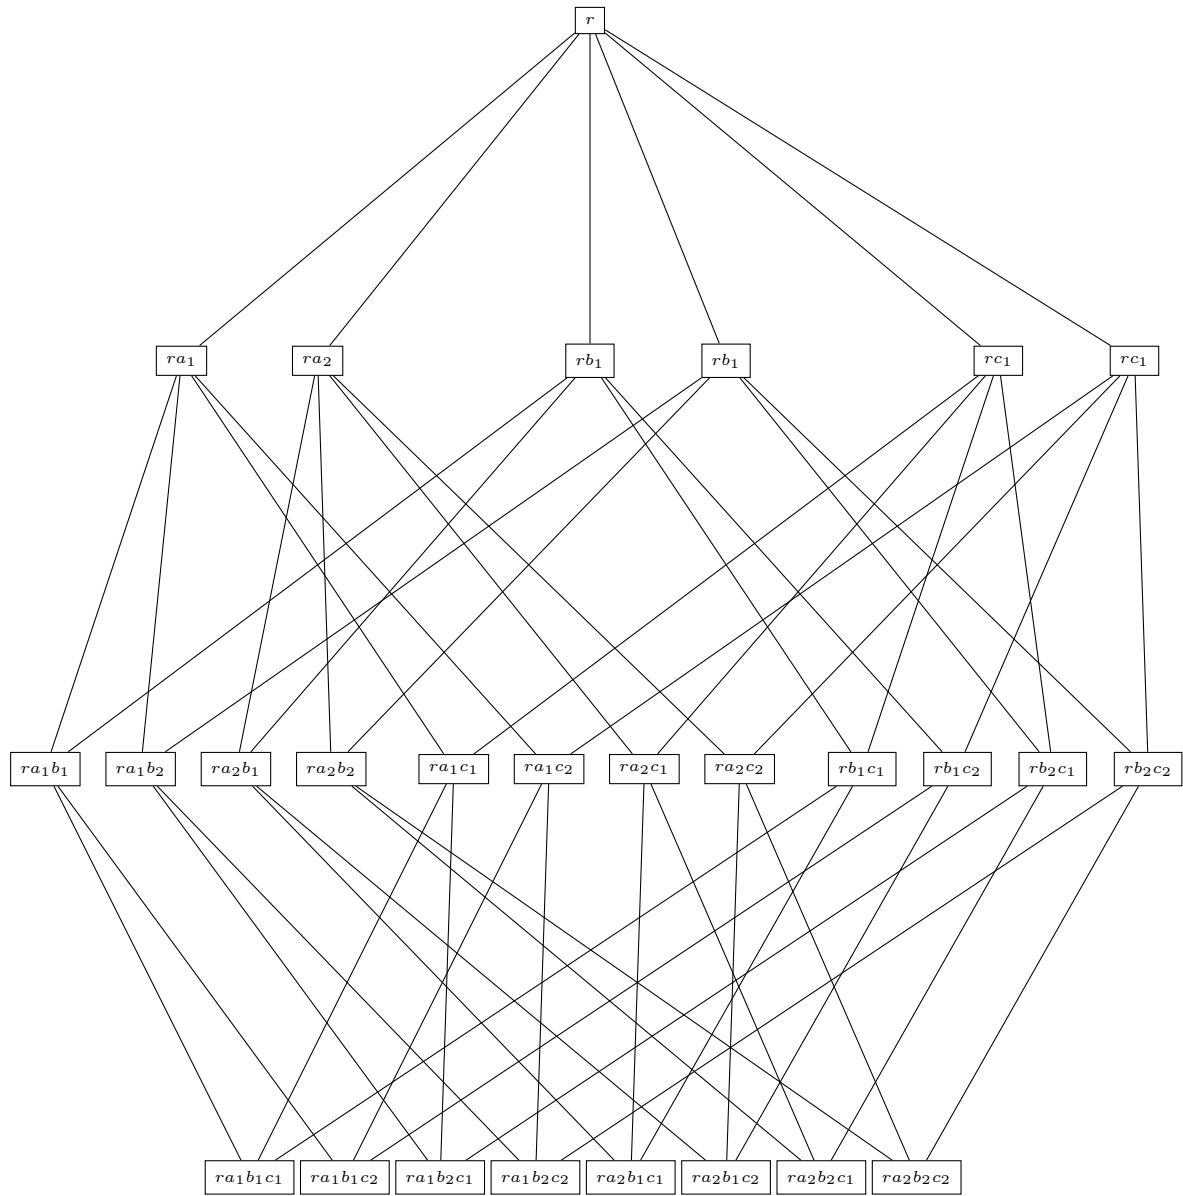 r
ra₁ ra₂ rb₁ rb₁ rc₁ rc₁
ra₁b₁ ra₁b₂ ra₂b₁ ra₂b₂ ra₁c₁ ra₁c₂ ra₂c₁ ra₂c₂ rb₁c₁ rb₁c₂ rb₂c₁ rb₂c₂
ra₁b₁c₁ ra₁b₁c₂ ra₁b₂c₁ ra₁b₂c₂ ra₂b₁c₁ ra₂b₁c₂ ra₂b₂c₁ ra₂b₂c₂